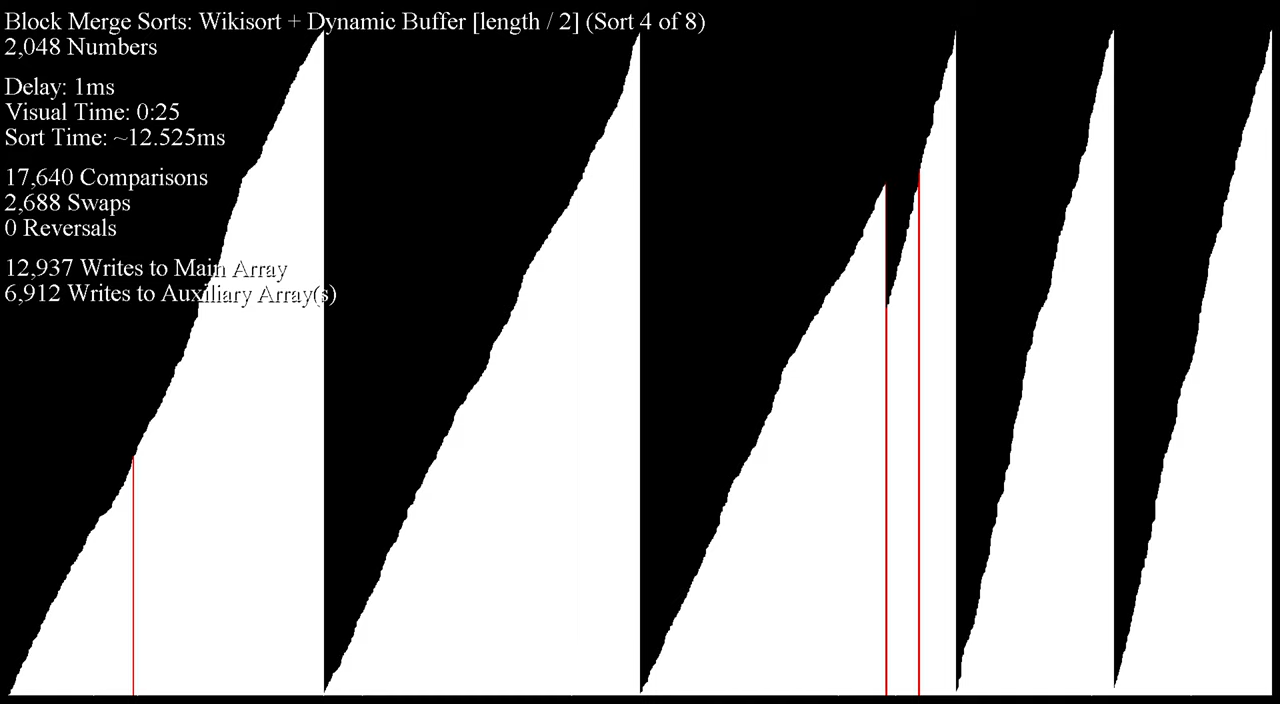 Block Merge Sorts: Wikisort + Dynamic Buffer [length / 2] (Sort 4 of 8)
2,048 Numbers
Delay: 1ms
Visual Time: 0:25
Sort Time: ~12.525ms
17,640 Comparisons
2,688 Swaps
0 Reversals
12,937 Writes to Main Array
6,912 Writes to Auxiliary Array(s)